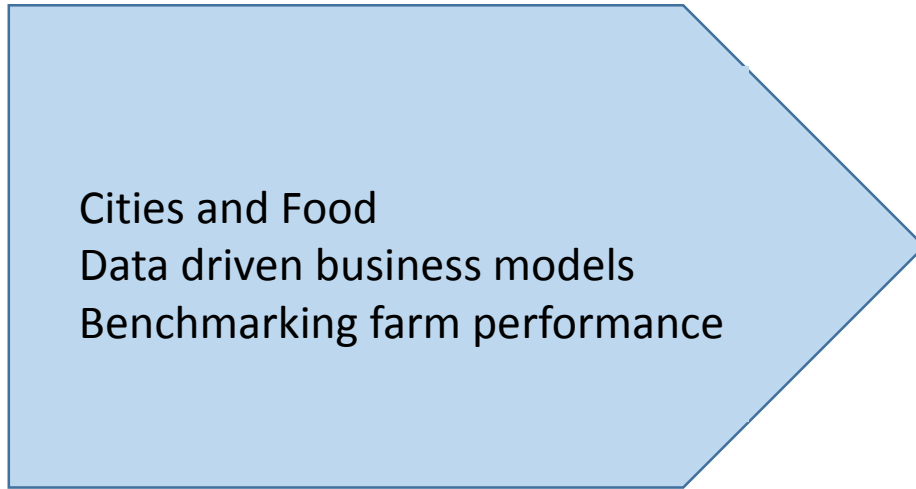 Cities and Food
Data driven business models
Benchmarking farm performance